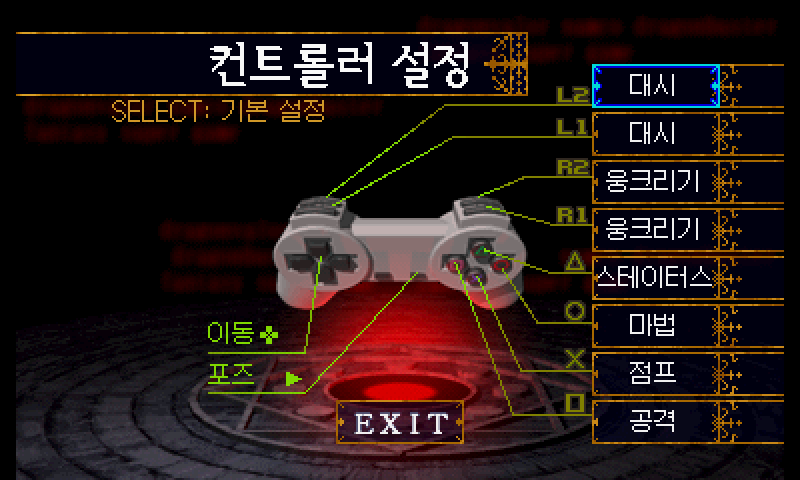 컨트롤러 설정
SELECT: 기본 설정
L2 대시
L1 대시
R2 웅크리기
R1 웅크리기
△ 스테이터스
○ 마법
X 점프
□ 공격
이동
포즈
EXIT